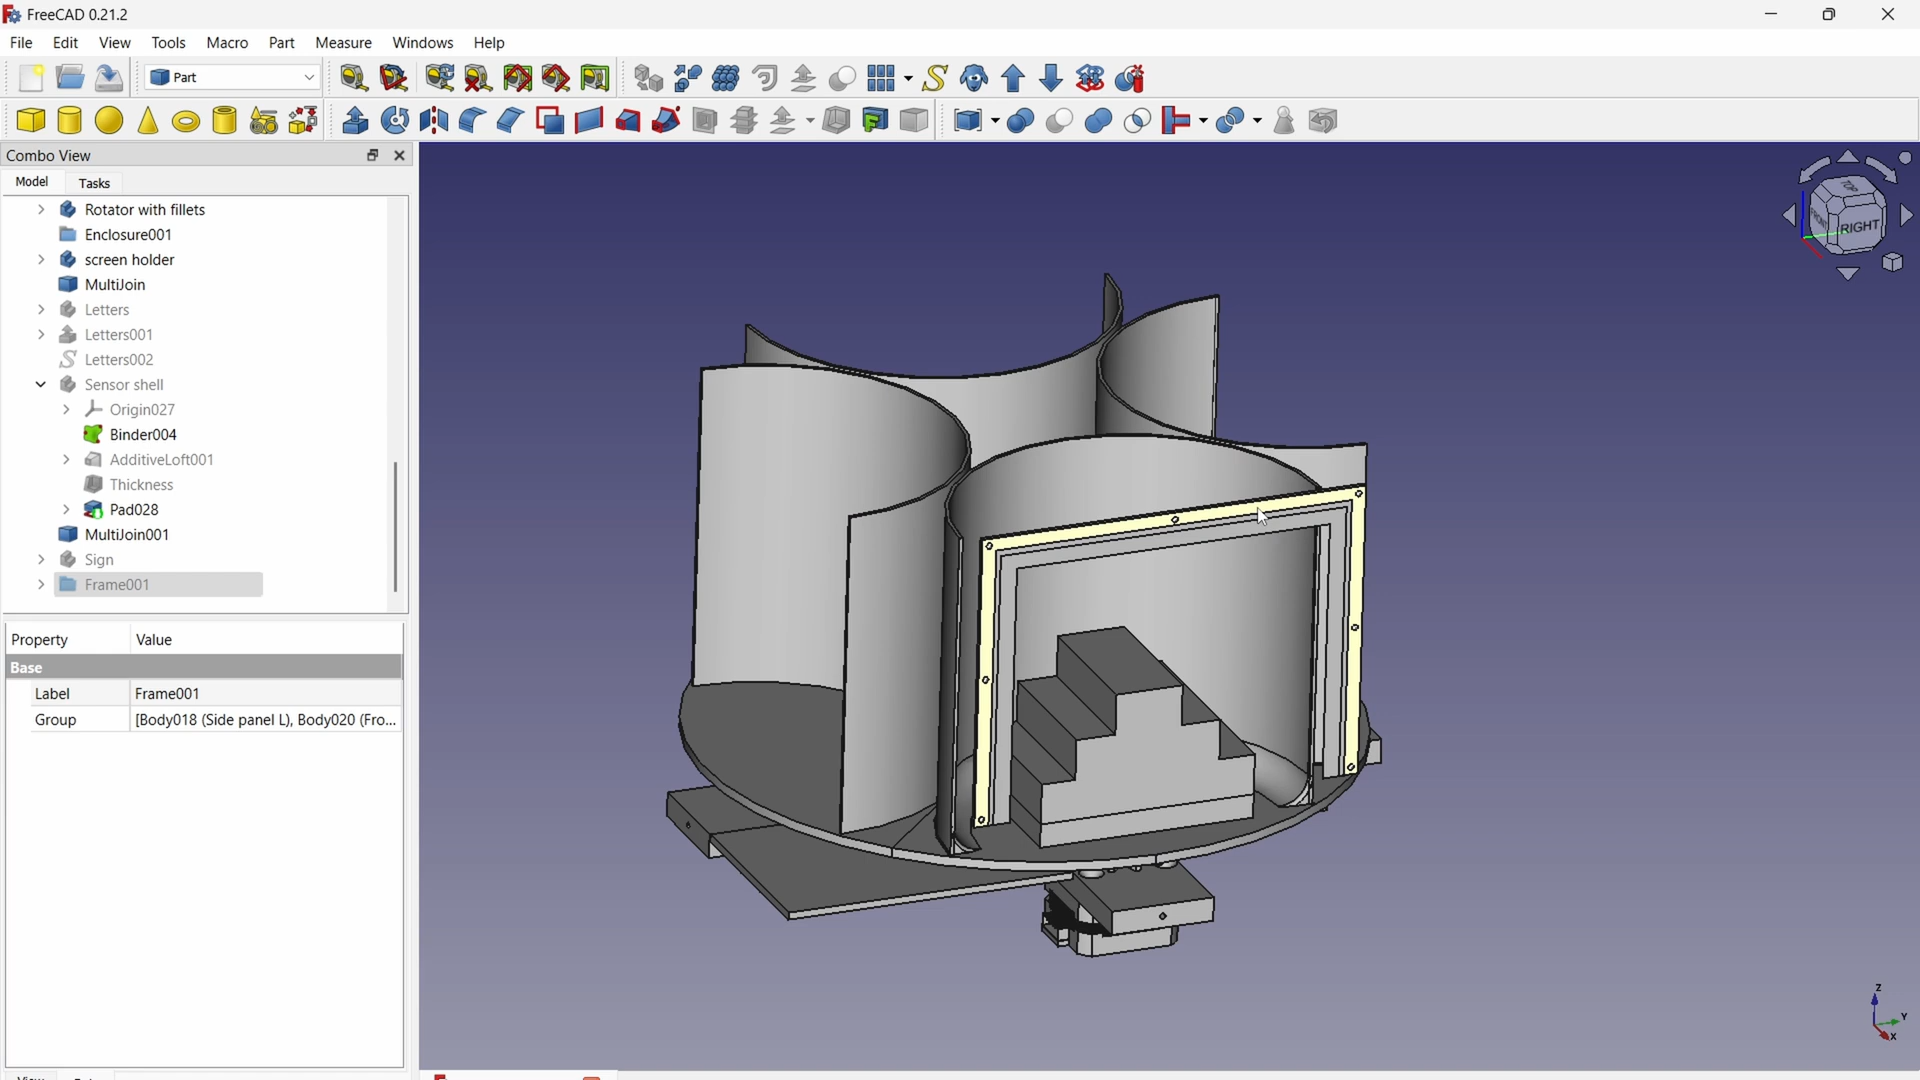 FreeCAD 0.21.2
File Edit View Tools Macro Part Measure Windows Help
Part
Combo View
Model Tasks
Rotator with fillets
Enclosure001
screen holder
MultiJoin
Letters
Letters001
Letters002
Sensor shell
Origin027
Binder004
AdditiveLoft001
Thickness
Pad028
MultiJoin001
Sign
Frame001
Property Value
Base
Label Frame001
Group [Body018 (Side panel L), Body020 (Fro...
TOP
FRONT
RIGHT
Z
Y
X